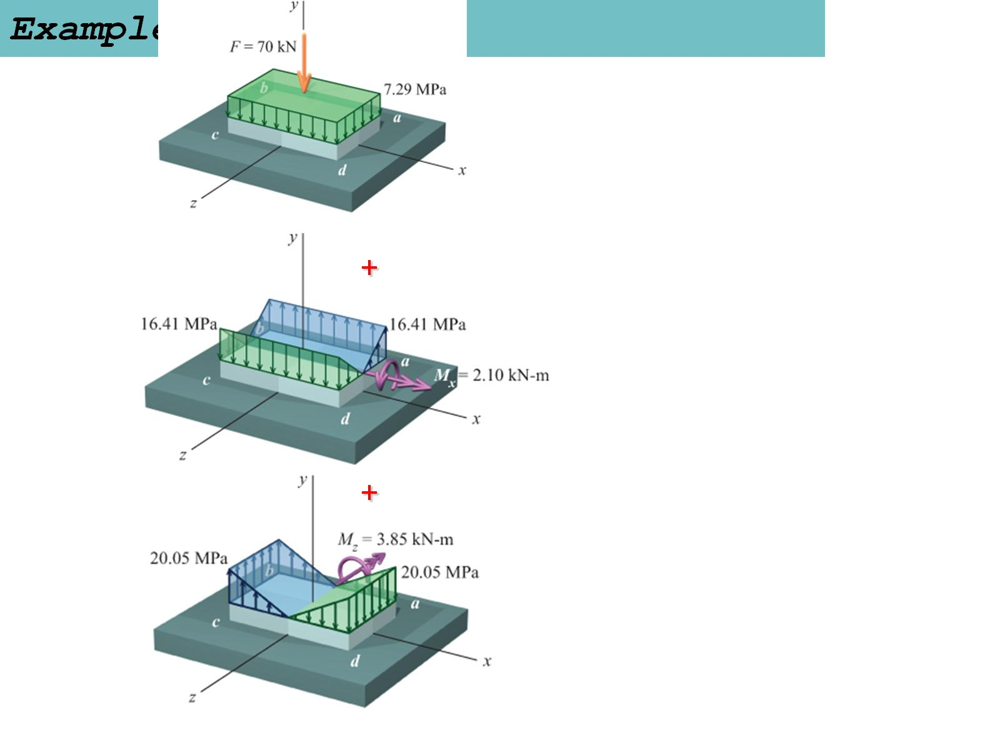 Example
y
F = 70 kN
b
7.29 MPa
a
c
d
x
z
y
+
16.41 MPa
b
16.41 MPa
a
c
Mx = 2.10 kN-m
d
x
z
y
+
Mz = 3.85 kN-m
20.05 MPa
b
20.05 MPa
a
c
d
x
z